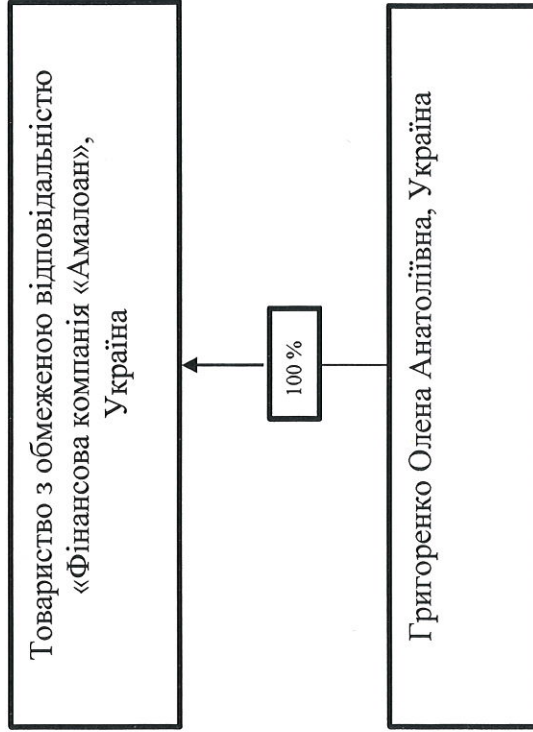 Товариство з обмеженою відповідальністю
«Фінансова компанія «Амалоан»,
Україна
100 %
Григоренко Олена Анатоліївна, Україна